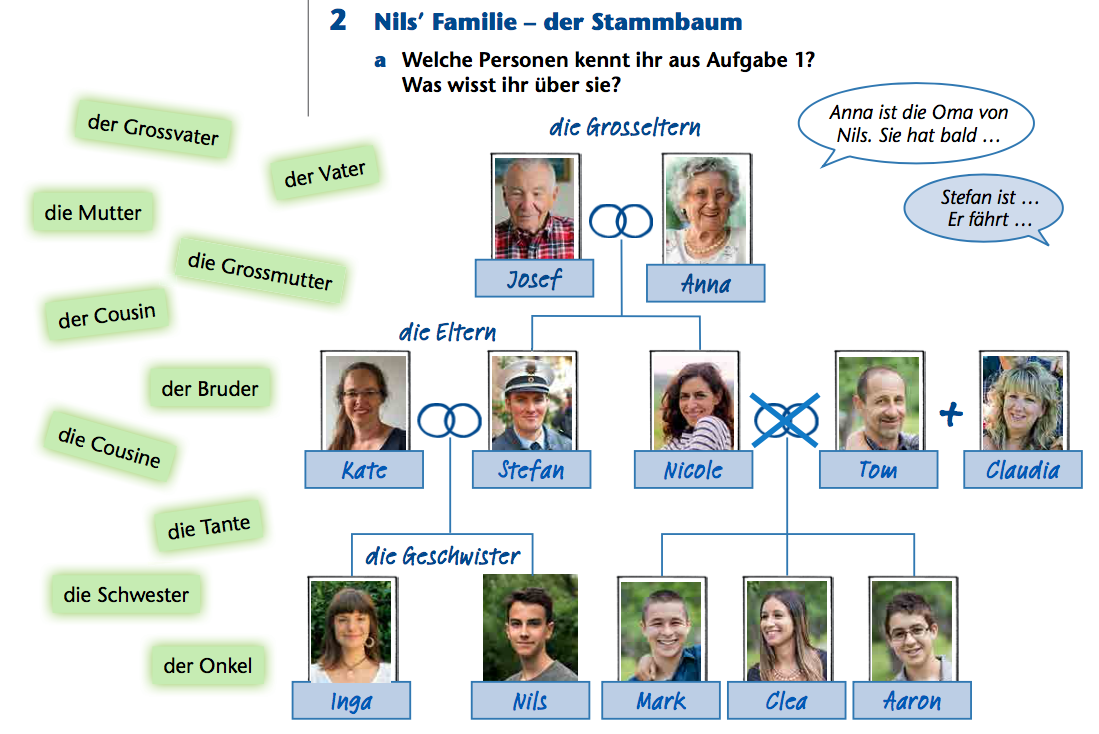 2 Nils’ Familie – der Stammbaum
a Welche Personen kennt ihr aus Aufgabe 1?
Was wisst ihr über sie?
der Grossvater
der Vater
die Mutter
die Grossmutter
der Cousin
der Bruder
die Cousine
die Tante
die Schwester
der Onkel
die Grosseltern
Anna ist die Oma von
Nils. Sie hat bald …
Stefan ist …
Er fährt …
Josef
Anna
die Eltern
Kate
Stefan
Nicole
Tom
+
Claudia
die Geschwister
Inga
Nils
Mark
Clea
Aaron